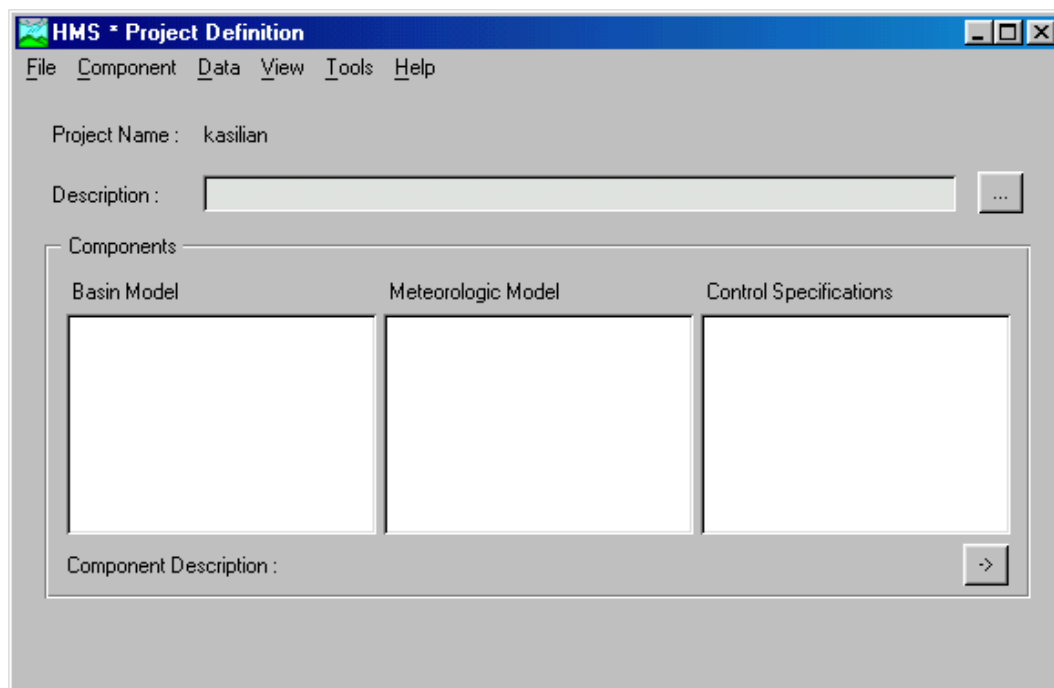 HMS * Project Definition
File Component Data View Tools Help
Project Name : kasilian
Description : ...
Components
Basin Model Meteorologic Model Control Specifications
Component Description : ->